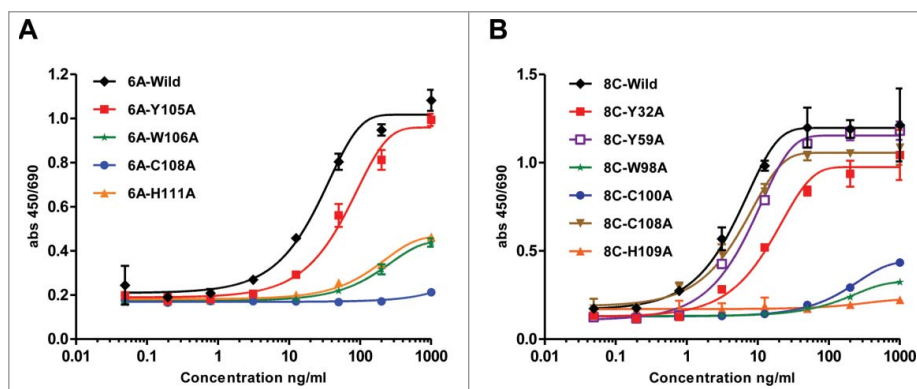 A
abs 450/690
1.2
1.0
0.8
0.6
0.4
0.2
0.0
6A-Wild
6A-Y105A
6A-W106A
6A-C108A
6A-H111A
0.01 0.1 1 10 100 1000
Concentration ng/ml
B
abs 450/690
1.5
1.0
0.5
0.0
8C-Wild
8C-Y32A
8C-Y59A
8C-W98A
8C-C100A
8C-C108A
8C-H109A
0.01 0.1 1 10 100 1000
Concentration ng/ml